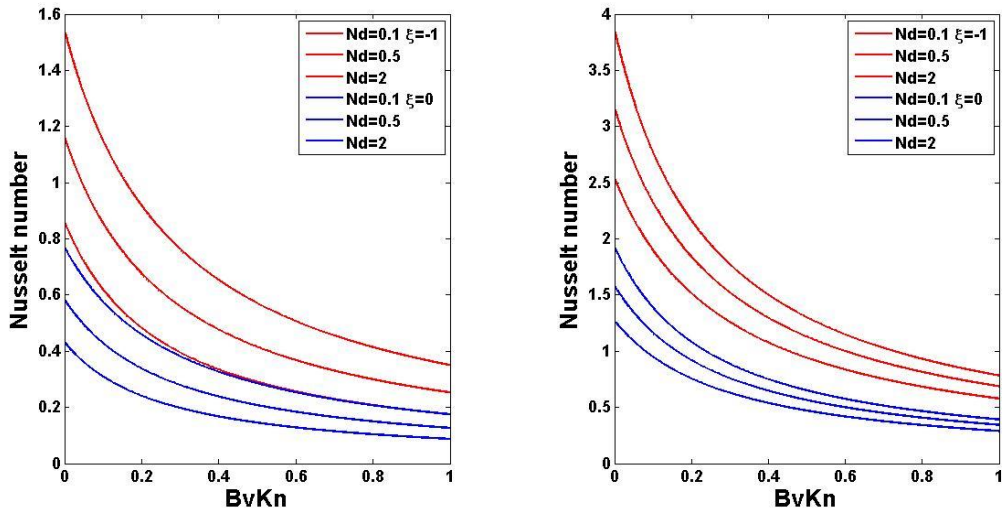 1.6
1.4
1.2
1
0.8
0.6
0.4
0.2
0
Nusselt number
0 0.2 0.4 0.6 0.8 1
BvKn
Nd=0.1 ξ=-1
Nd=0.5
Nd=2
Nd=0.1 ξ=0
Nd=0.5
Nd=2
4
3.5
3
2.5
2
1.5
1
0.5
0
Nusselt number
0 0.2 0.4 0.6 0.8 1
BvKn
Nd=0.1 ξ=-1
Nd=0.5
Nd=2
Nd=0.1 ξ=0
Nd=0.5
Nd=2